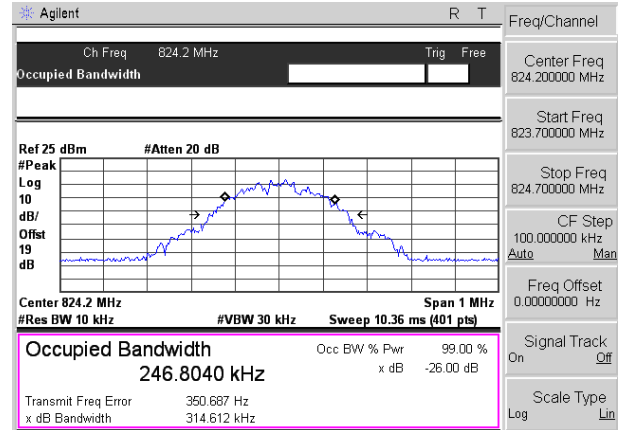 Agilent R T
Ch Freq 824.2 MHz Trig Free
Occupied Bandwidth
Ref 25 dBm #Atten 20 dB
#Peak
Log
10
dB/
Offst
19
dB
Center 824.2 MHz Span 1 MHz
#Res BW 10 kHz #VBW 30 kHz Sweep 10.36 ms (401 pts)
Occupied Bandwidth Occ BW % Pwr 99.00 %
246.8040 kHz x dB -26.00 dB
Transmit Freq Error 350.687 Hz
x dB Bandwidth 314.612 kHz
Freq/Channel
Center Freq
824.200000 MHz
Start Freq
823.700000 MHz
Stop Freq
824.700000 MHz
CF Step
100.000000 kHz
Auto Man
Freq Offset
0.00000000 Hz
Signal Track
On Off
Scale Type
Log Lin